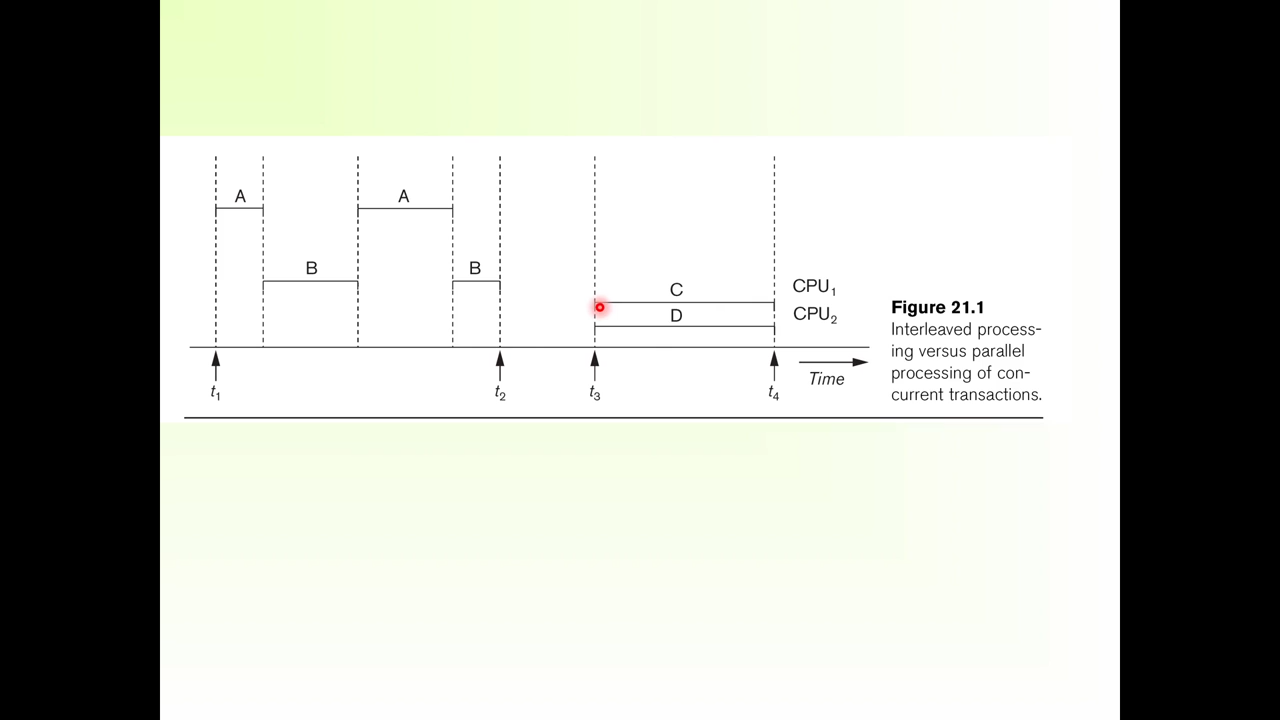 A
A
B
B
C
CPU₁
D
CPU₂
t₁
t₂
t₃
t₄
Time
Figure 21.1
Interleaved process-
ing versus parallel
processing of con-
current transactions.